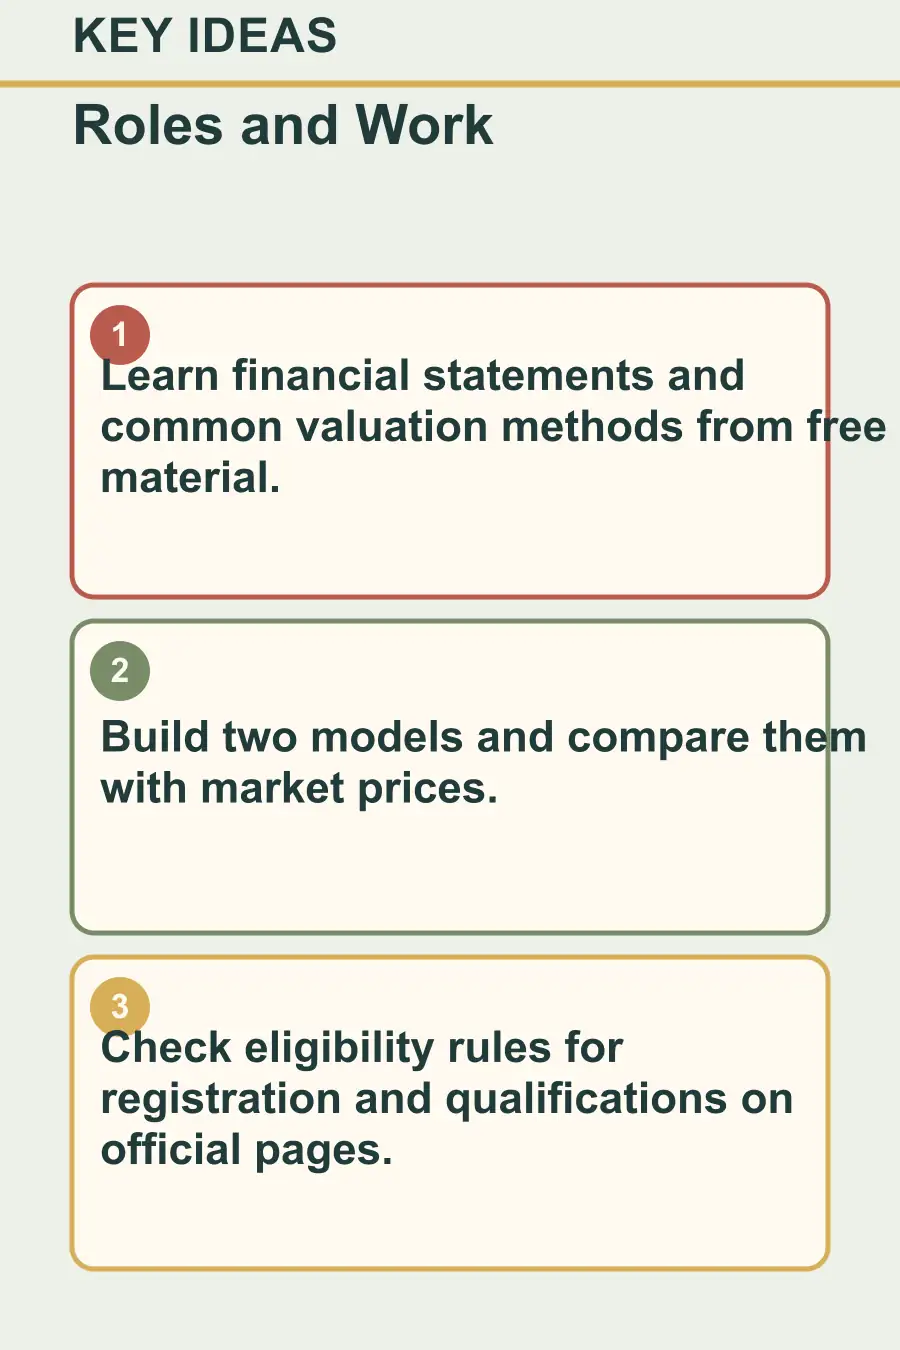 KEY IDEAS
Roles and Work
1
Learn financial statements and
common valuation methods from free
material.
2
Build two models and compare them
with market prices.
3
Check eligibility rules for
registration and qualifications on
official pages.